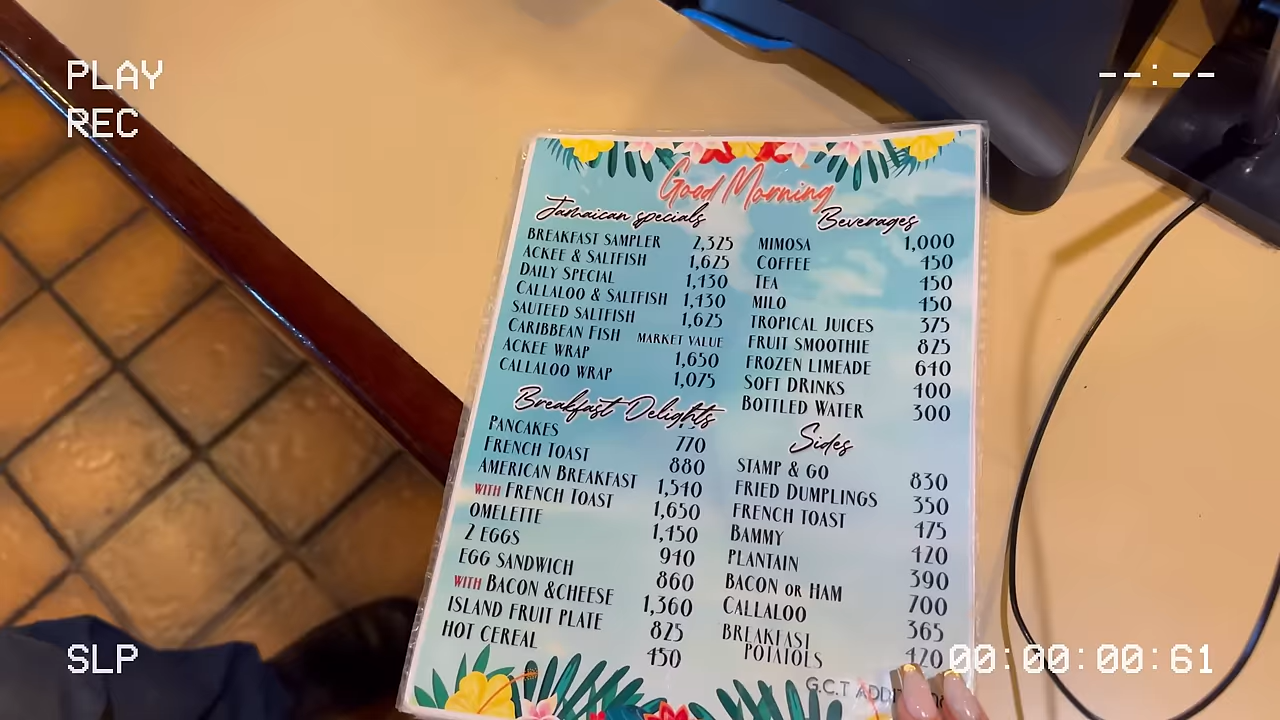 PLAY
REC
--:--
Good Morning
Jamaican specials
BREAKFAST SAMPLER 2,325
ACKEE & SALTFISH 1,625
DAILY SPECIAL 1,430
CALLALOO & SALTFISH 1,430
SAUTEED SALTFISH 1,625
CARIBBEAN FISH MARKET VALUE
ACKEE WRAP 1,650
CALLALOO WRAP 1,075
Breakfast Delights
PANCAKES 770
FRENCH TOAST 880
AMERICAN BREAKFAST 1,540
WITH FRENCH TOAST 1,650
OMELETTE 1,450
2 EGGS 940
EGG SANDWICH 860
WITH BACON &CHEESE 1,360
ISLAND FRUIT PLATE 825
HOT CEREAL 450
Beverages
MIMOSA 1,000
COFFEE 450
TEA 450
MILO 450
TROPICAL JUICES 375
FRUIT SMOOTHIE 825
FROZEN LIMEADE 640
SOFT DRINKS 400
BOTTLED WATER 300
Sides
STAMP & GO 830
FRIED DUMPLINGS 350
FRENCH TOAST 475
BAMMY 420
PLANTAIN 390
BACON OR HAM 700
CALLALOO 365
BREAKFAST
POTATOES 420
G.C.T
SLP
00:00:00:61